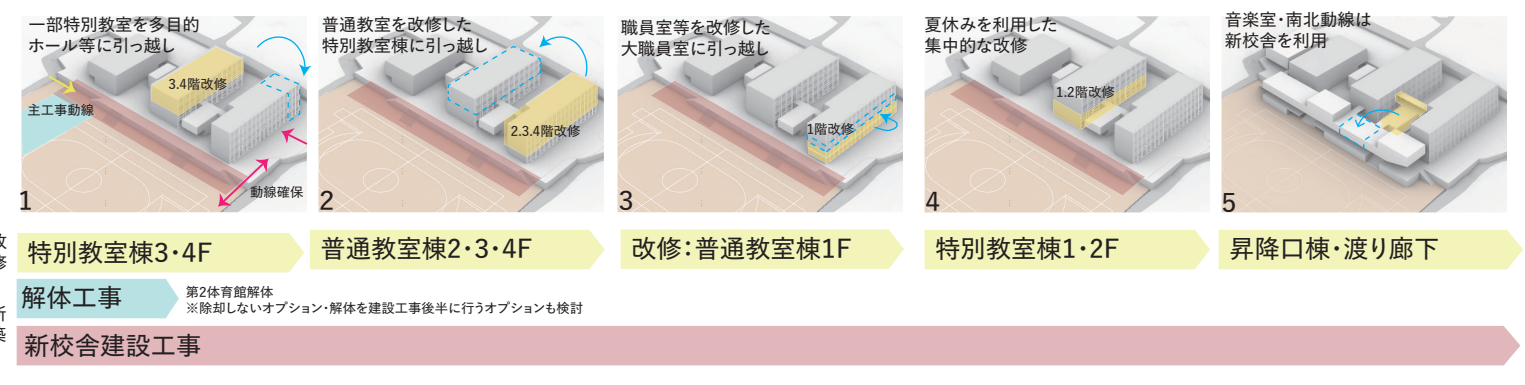 一部特別教室を多目的
ホール等に引っ越し
3.4階改修
主工事動線
動線確保
1
普通教室を改修した
特別教室棟に引っ越し
2.3.4階改修
2
職員室等を改修した
大職員室に引っ越し
1階改修
3
夏休みを利用した
集中的な改修
1.2階改修
4
音楽室・南北動線は
新校舎を利用
5
改
修
特別教室棟3・4F
普通教室棟2・3・4F
改修：普通教室棟1F
特別教室棟1・2F
昇降口棟・渡り廊下
解体工事
第2体育館解体
※除却しないオプション・解体を建設工事後半に行うオプションも検討
新
築
新校舎建設工事